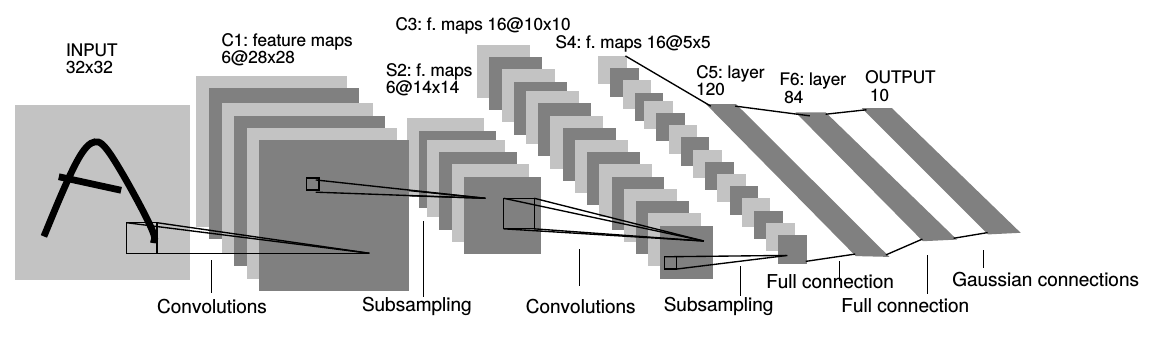 INPUT
32x32
C1: feature maps
6@28x28
S2: f. maps
6@14x14
C3: f. maps 16@10x10
S4: f. maps 16@5x5
C5: layer
120
F6: layer
84
OUTPUT
10
Convolutions
Subsampling
Convolutions
Subsampling
Full connection
Full connection
Gaussian connections